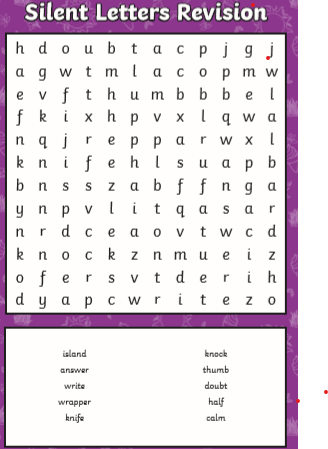 Silent Letters Revision
h d o u b t a c p j g j
a g w t m l a c o p m w
e v f t h u m b b b e l
f k i x h p v x l q w a
n q j r e p p a r w x l
k n i f e h l s u a p b
b n s s z a b f f n g a
y n p v l i t q a s a r
n r d c e a o v t w c d
k n o c k z n m u e i z
o f e r s v t d e r i h
d y a p c w r i t e z o
island knock
answer thumb
write doubt
wrapper half
knife calm